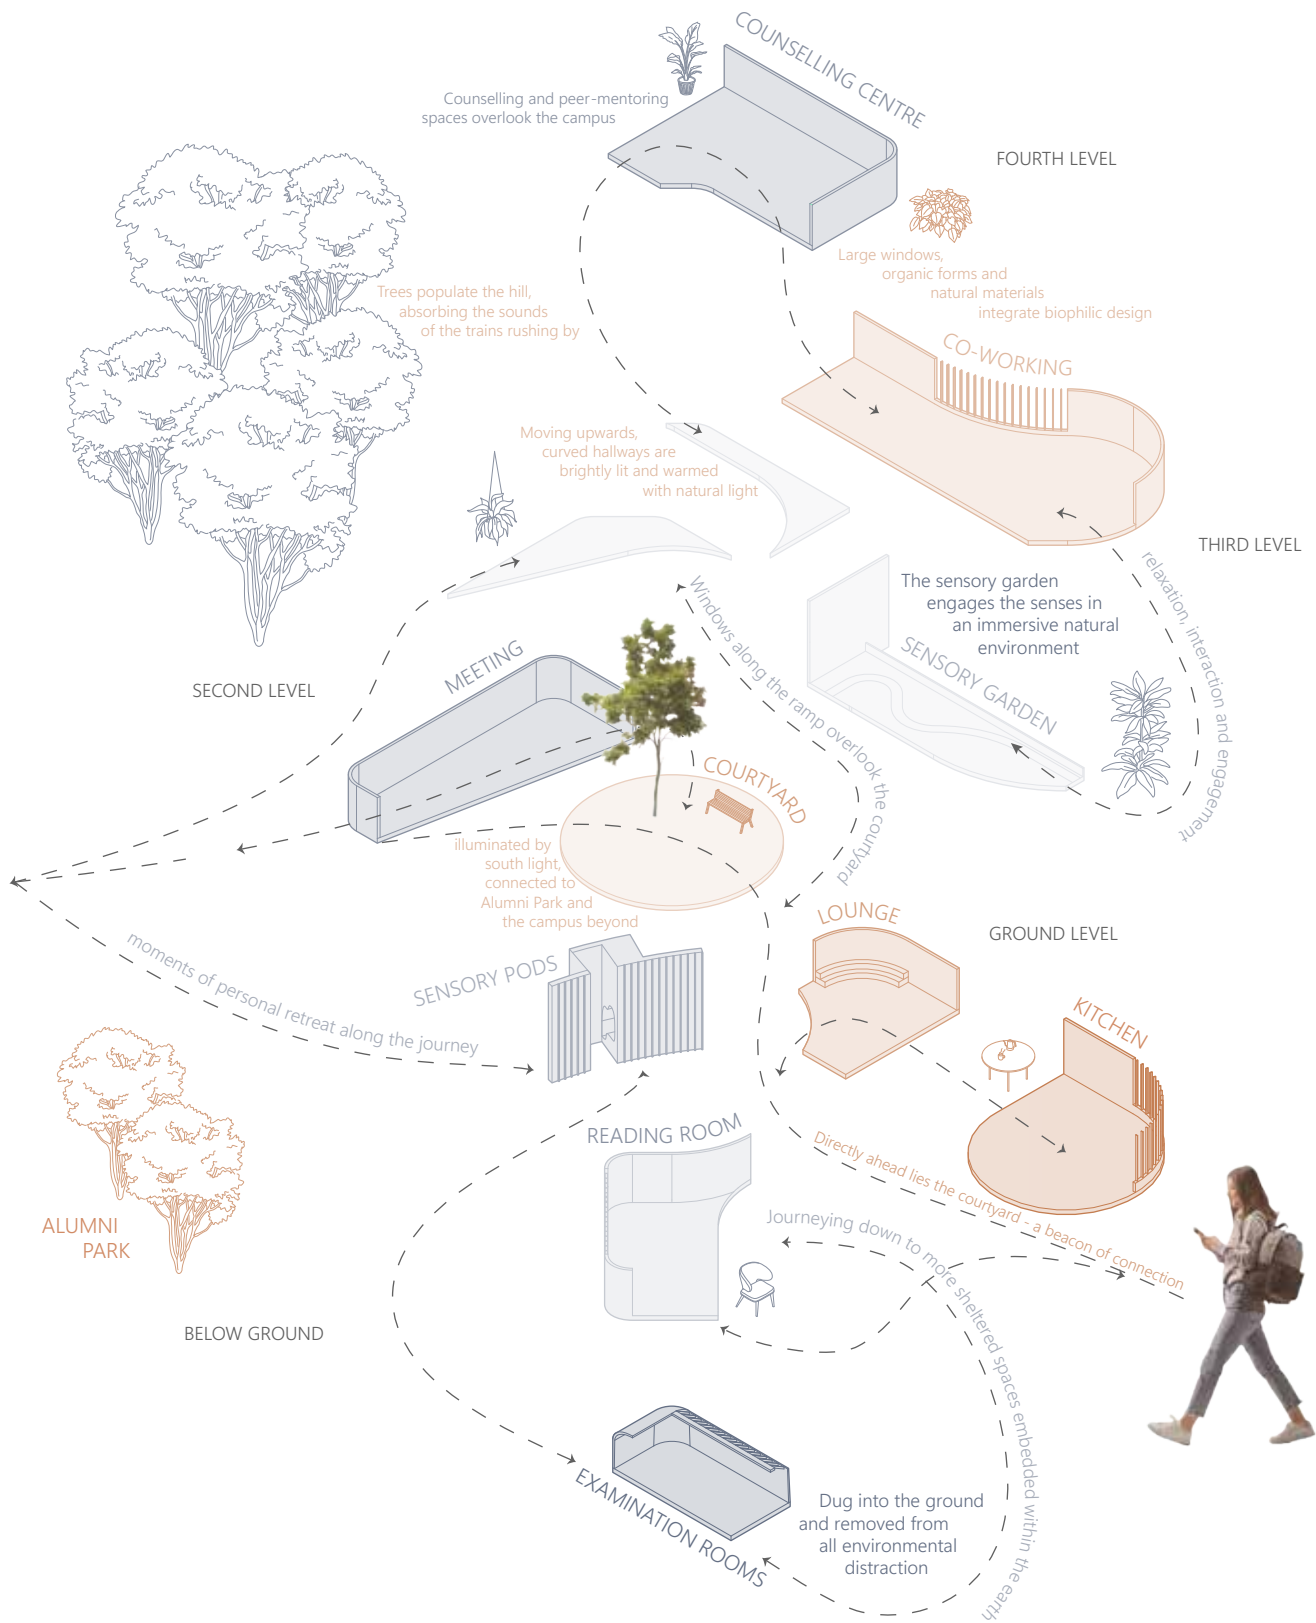 COUNSELLING CENTRE
Counselling and peer-mentoring
spaces overlook the campus
FOURTH LEVEL
Large windows,
organic forms and
natural materials
integrate biophilic design
Trees populate the hill,
absorbing the sounds
of the trains rushing by
CO-WORKING
Moving upwards,
curved hallways are
brightly lit and warmed
with natural light
THIRD LEVEL
relaxation, interaction and engagement
The sensory garden
engages the senses in
an immersive natural
environment
SENSORY GARDEN
Windows along the ramp overlook the courtyard
MEETING
SECOND LEVEL
COURTYARD
illuminated by
south light,
connected to
Alumni Park and
the campus beyond
LOUNGE
GROUND LEVEL
moments of personal retreat along the journey
SENSORY PODS
KITCHEN
READING ROOM
Directly ahead lies the courtyard - a beacon of connection
ALUMNI
PARK
Journeying down to more sheltered spaces embedded within the earth
BELOW GROUND
EXAMINATION ROOMS
Dug into the ground
and removed from
all environmental
distraction